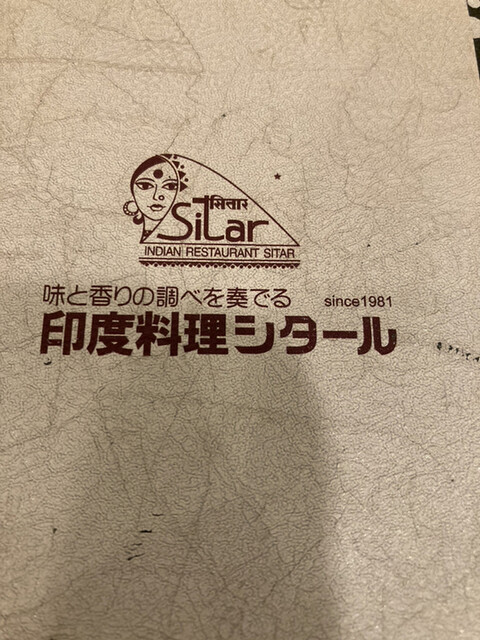 सितार
Sitar
INDIAN RESTAURANT SITAR
味と香りの調べを奏でる since1981
印度料理シタール